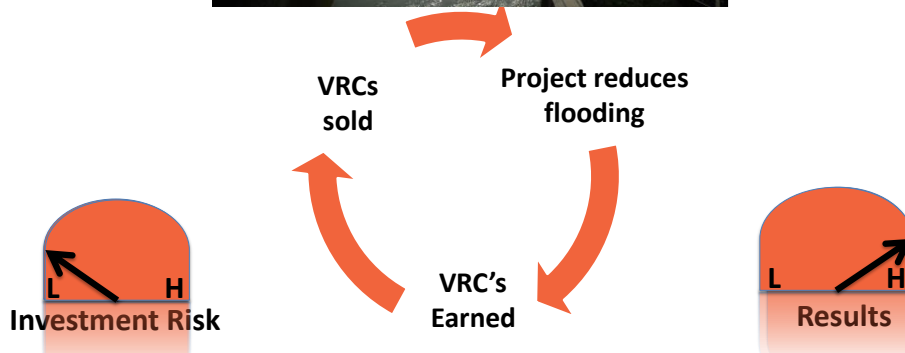 VRCs
sold
Project reduces
flooding
VRC's
Earned
L H
Investment Risk
L H
Results